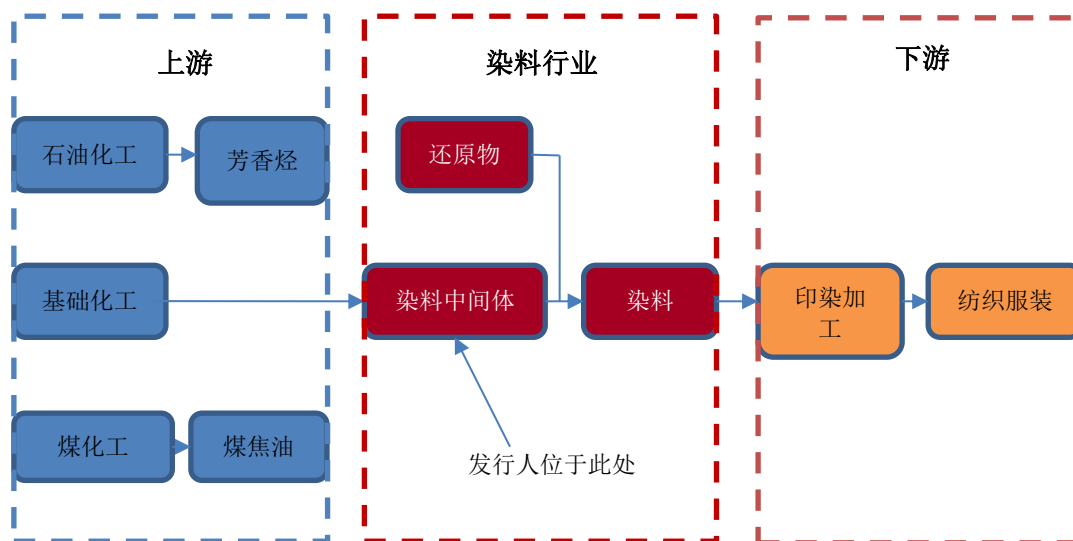 上游
染料行业
下游
石油化工
芳香烃
还原物
基础化工
染料中间体
染料
印染加
工
纺织服装
煤化工
煤焦油
发行人位于此处